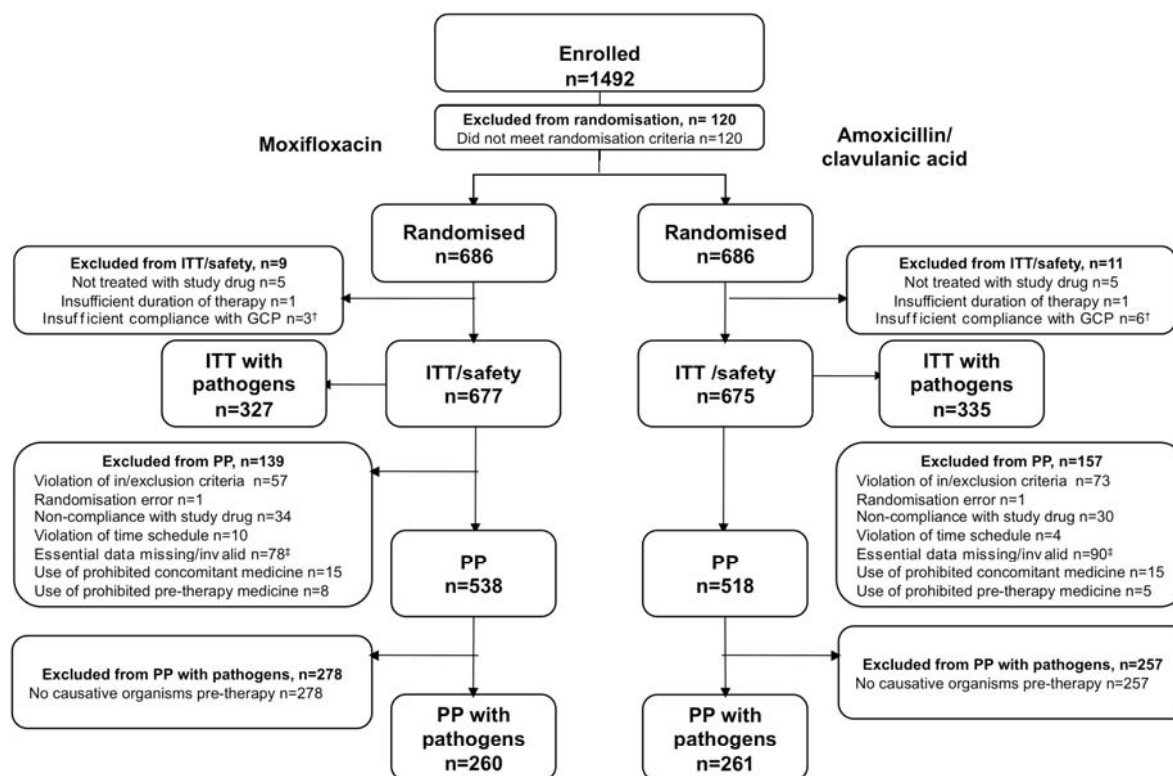 Enrolled
n=1492
Excluded from randomisation, n= 120
Did not meet randomisation criteria n=120
Moxifloxacin
Amoxicillin/
clavulanic acid
Randomised
n=686
Randomised
n=686
Excluded from ITT/safety, n=9
Not treated with study drug n=5
Insufficient duration of therapy n=1
Insufficient compliance with GCP n=3†
Excluded from ITT/safety, n=11
Not treated with study drug n=5
Insufficient duration of therapy n=1
Insufficient compliance with GCP n=6†
ITT with
pathogens
n=327
ITT/safety
n=677
ITT /safety
n=675
ITT with
pathogens
n=335
Excluded from PP, n=139
Violation of in/exclusion criteria n=57
Randomisation error n=1
Non-compliance with study drug n=34
Violation of time schedule n=10
Essential data missing/invalid n=78‡
Use of prohibited concomitant medicine n=15
Use of prohibited pre-therapy medicine n=8
Excluded from PP, n=157
Violation of in/exclusion criteria n=73
Randomisation error n=1
Non-compliance with study drug n=30
Violation of time schedule n=4
Essential data missing/invalid n=90‡
Use of prohibited concomitant medicine n=15
Use of prohibited pre-therapy medicine n=5
PP
n=538
PP
n=518
Excluded from PP with pathogens, n=278
No causative organisms pre-therapy n=278
Excluded from PP with pathogens, n=257
No causative organisms pre-therapy n=257
PP with
pathogens
n=260
PP with
pathogens
n=261